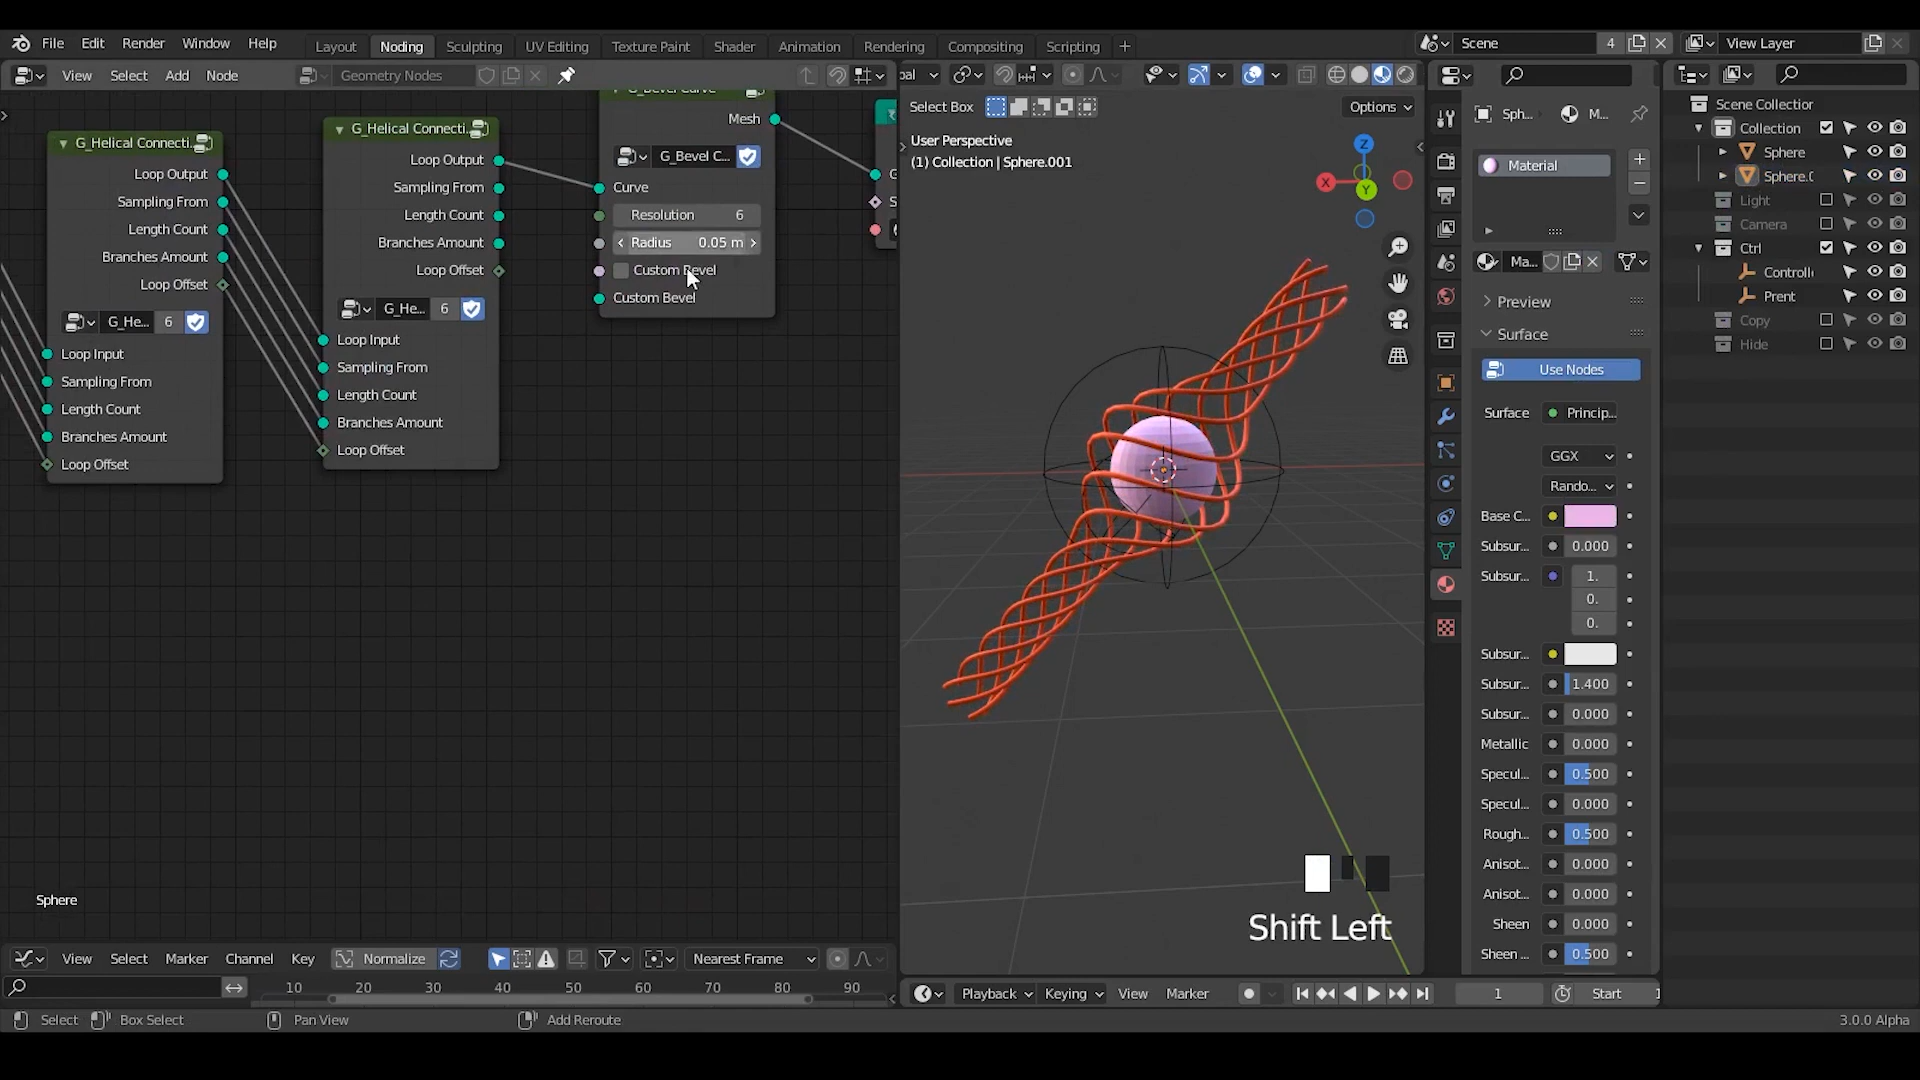 File Edit Render Window Help
Layout Noding Sculpting UV Editing Texture Paint Shader Animation Rendering Compositing Scripting
Scene 4 View Layer
View Select Add Node Geometry Nodes
Select Box Options
User Perspective
(1) Collection | Sphere.001
G_Helical Connecti..
Loop Output
Sampling From
Length Count
Branches Amount
Loop Offset
G_He... 6
Loop Input
Sampling From
Length Count
Branches Amount
Loop Offset
G_Helical Connecti..
Loop Output
Sampling From
Length Count
Branches Amount
Loop Offset
G_He... 6
Loop Input
Sampling From
Length Count
Branches Amount
Loop Offset
Mesh
G_Bevel C...
Curve
Resolution 6
Radius 0.05 m
Custom Bevel
Custom Bevel
Sphere
X
Y
Z
Shift Left
Sph... M...
Material
Ma...
Preview
Surface
Use Nodes
Surface Princip...
GGX
Rando...
Base C...
Subsur... 0.000
Subsur... 1.
0.
0.
Subsur...
Subsur... 1.400
Subsur... 0.000
Metallic 0.000
Specul... 0.500
Specul... 0.000
Rough... 0.500
Anisot... 0.000
Anisot... 0.000
Sheen 0.000
Sheen ... 0.500
Scene Collection
Collection
Sphere
Sphere.0
Light
Camera
Ctrl
Controll
Prent
Copy
Hide
View Select Marker Channel Key Normalize Nearest Frame
10 20 30 40 50 60 70 80 90
Playback Keying View Marker 1 Start
Select Box Select Pan View Add Reroute 3.0.0 Alpha